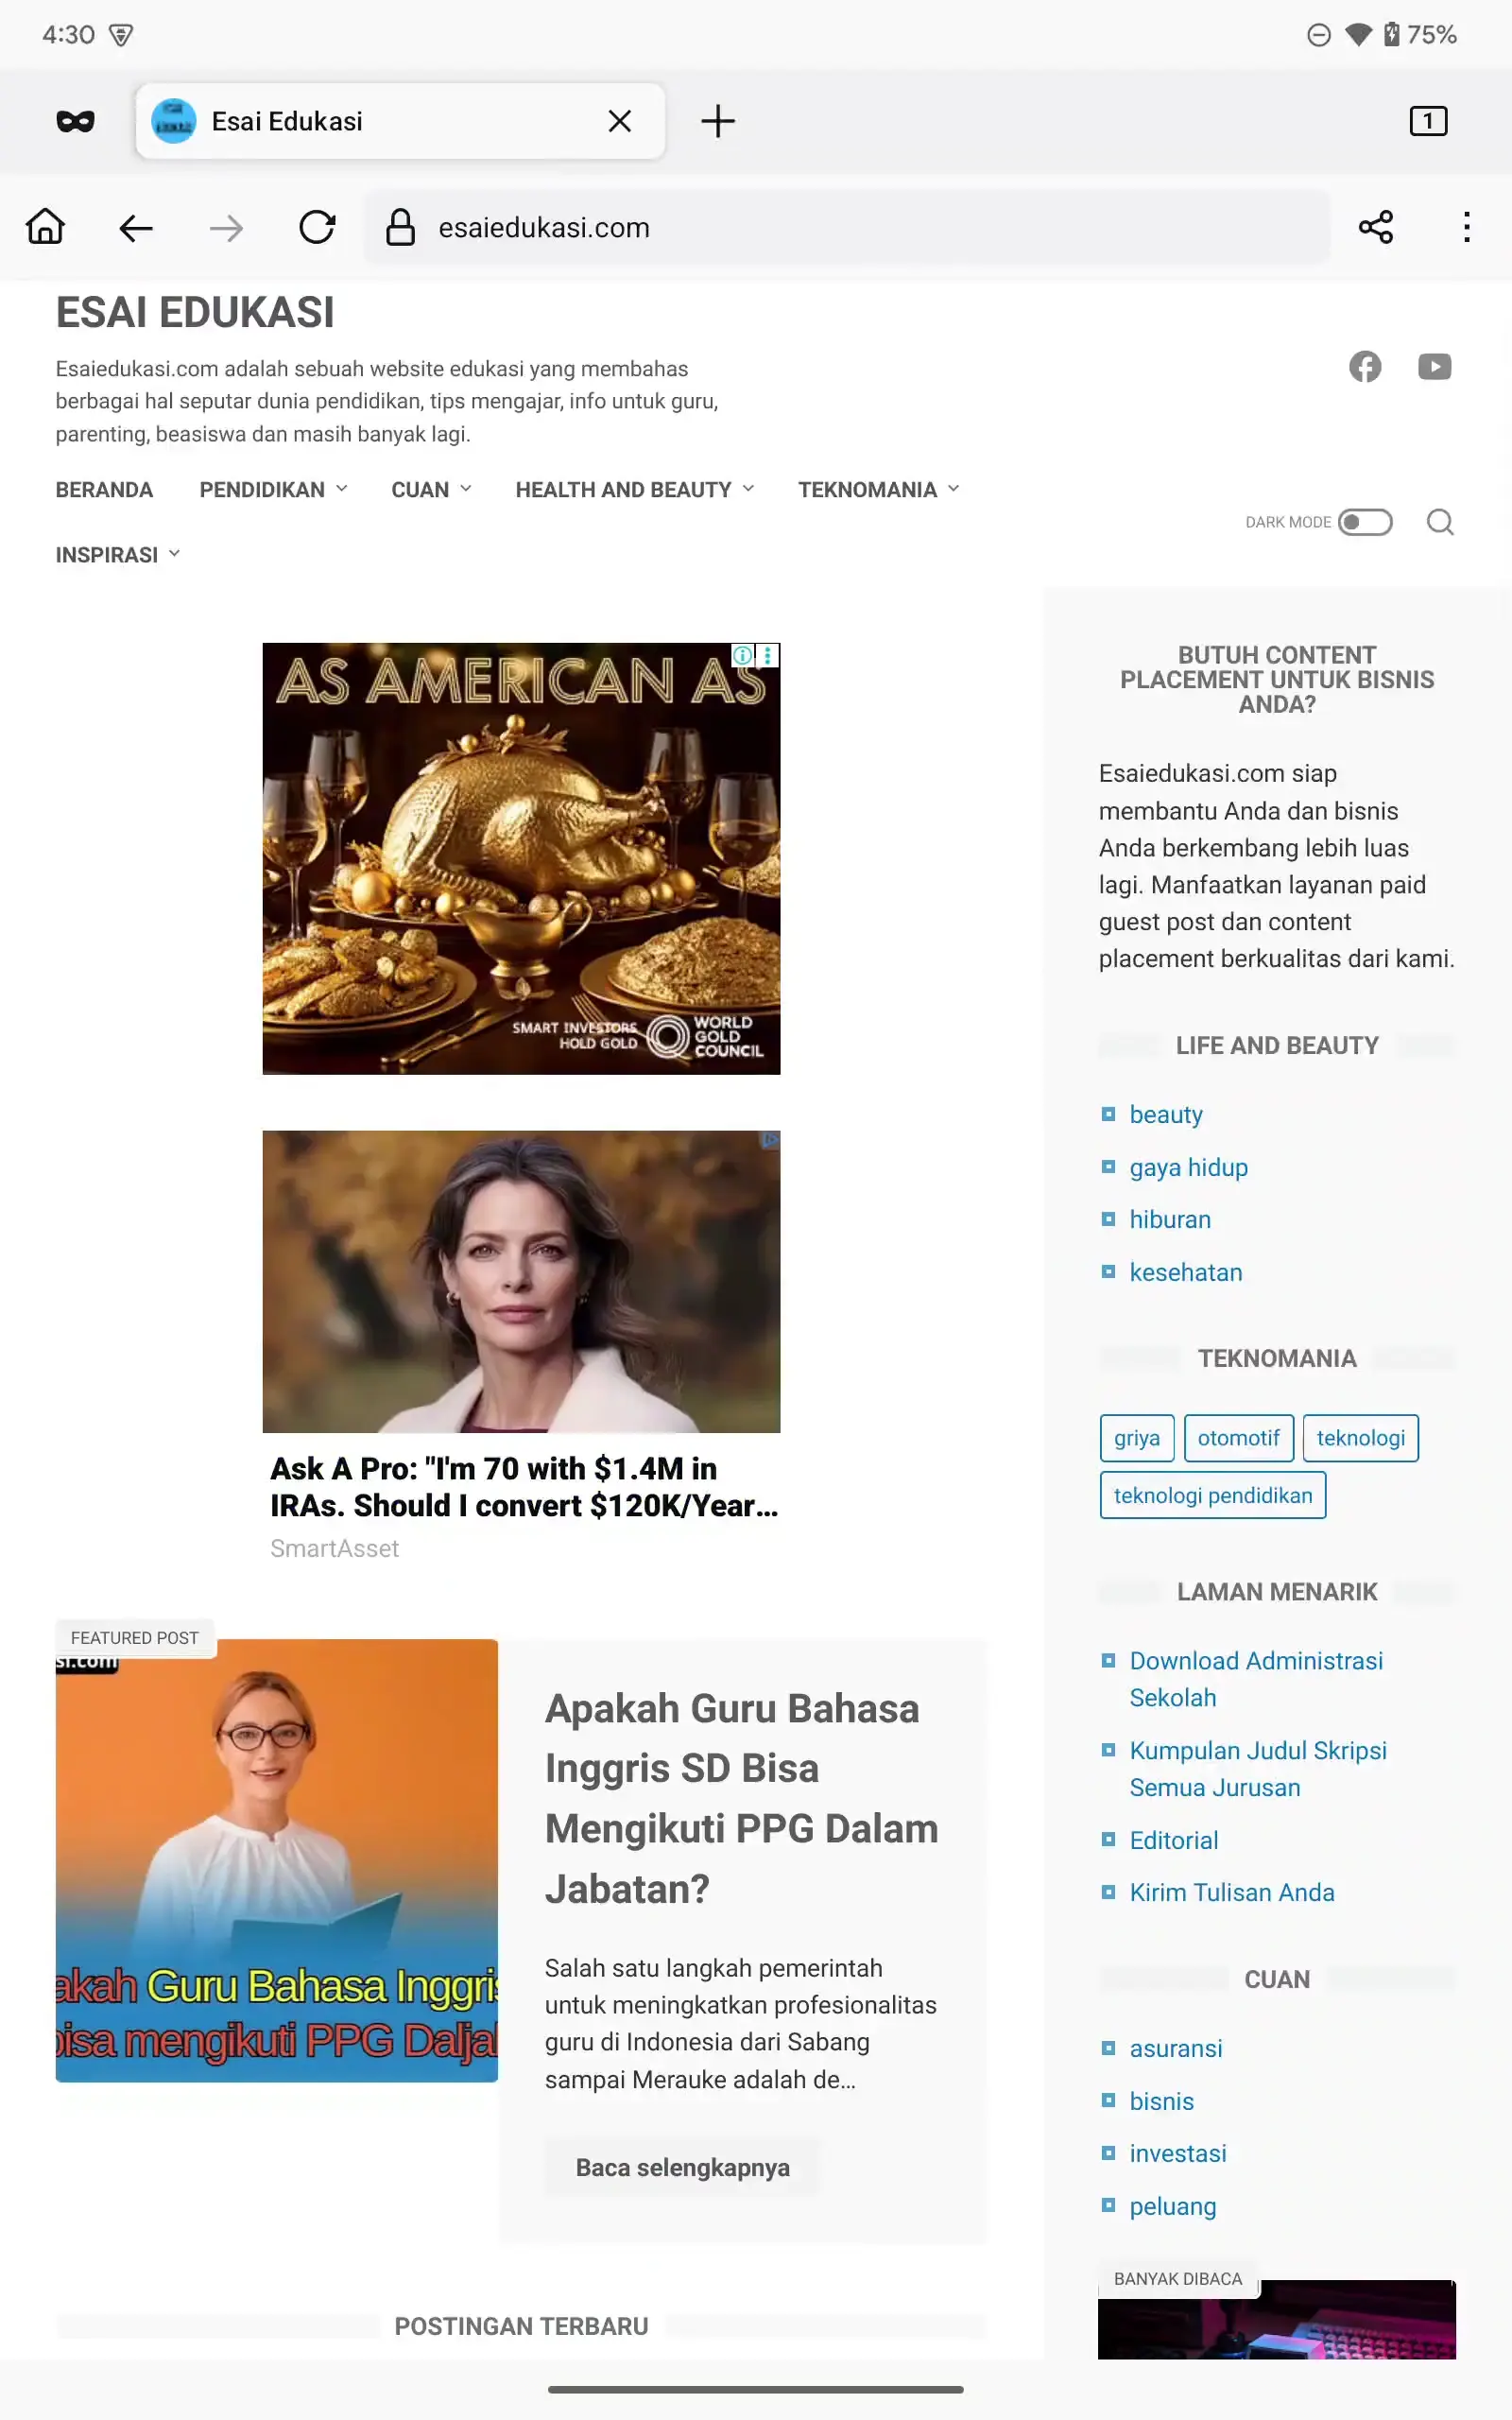 4:30
75%
Esai Edukasi
1
esaiedukasi.com
ESAI EDUKASI
Esaiedukasi.com adalah sebuah website edukasi yang membahas
berbagai hal seputar dunia pendidikan, tips mengajar, info untuk guru,
parenting, beasiswa dan masih banyak lagi.
BERANDA PENDIDIKAN CUAN HEALTH AND BEAUTY TEKNOMANIA
INSPIRASI
DARK MODE
AS AMERICAN AS
SMART INVESTORS
HOLD GOLD
WORLD
GOLD
COUNCIL
Ask A Pro: "I'm 70 with $1.4M in
IRAs. Should I convert $120K/Year...
SmartAsset
FEATURED POST
si.com
akah Guru Bahasa Inggris
bisa mengikuti PPG Daljab
Apakah Guru Bahasa
Inggris SD Bisa
Mengikuti PPG Dalam
Jabatan?
Salah satu langkah pemerintah
untuk meningkatkan profesionalitas
guru di Indonesia dari Sabang
sampai Merauke adalah de...
Baca selengkapnya
POSTINGAN TERBARU
BUTUH CONTENT
PLACEMENT UNTUK BISNIS
ANDA?
Esaiedukasi.com siap
membantu Anda dan bisnis
Anda berkembang lebih luas
lagi. Manfaatkan layanan paid
guest post dan content
placement berkualitas dari kami.
LIFE AND BEAUTY
beauty
gaya hidup
hiburan
kesehatan
TEKNOMANIA
griya otomotif teknologi
teknologi pendidikan
LAMAN MENARIK
Download Administrasi
Sekolah
Kumpulan Judul Skripsi
Semua Jurusan
Editorial
Kirim Tulisan Anda
CUAN
asuransi
bisnis
investasi
peluang
BANYAK DIBACA